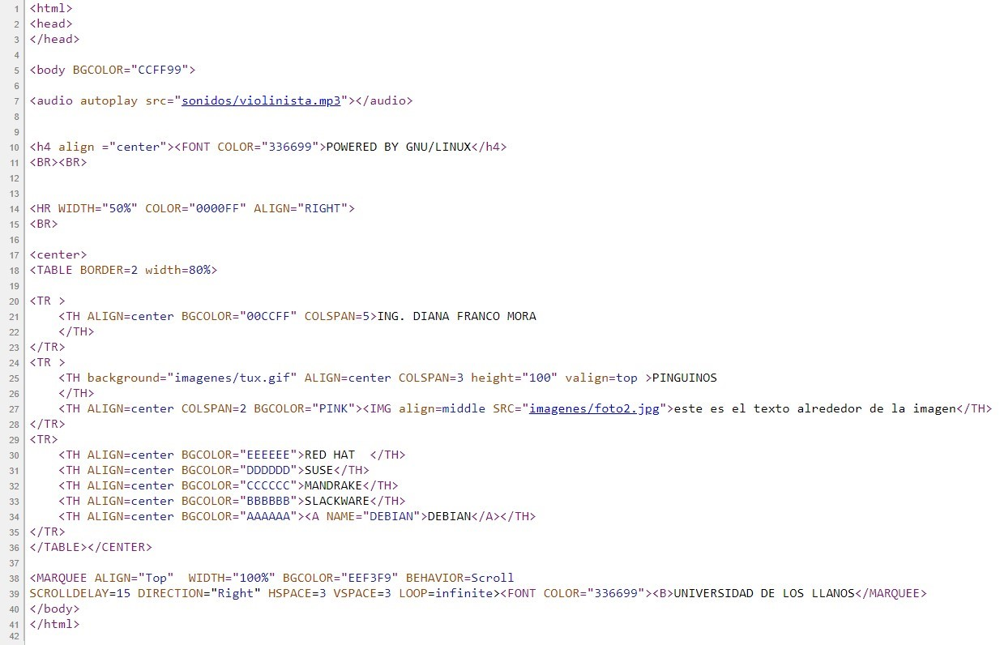 1 <html>
2 <head>
3 </head>
4
5 <body BGCOLOR="CCFF99">
6
7 <audio autoplay src="sonidos/violinista.mp3"></audio>
8
9
10 <h4 align ="center"><FONT COLOR="336699">POWERED BY GNU/LINUX</h4>
11 <BR><BR>
12
13
14 <HR WIDTH="50%" COLOR="0000FF" ALIGN="RIGHT">
15 <BR>
16
17 <center>
18 <TABLE BORDER=2 width=80%>
19
20 <TR >
21     <TH ALIGN=center BGCOLOR="00CCFF" COLSPAN=5>ING. DIANA FRANCO MORA
22     </TH>
23 </TR>
24 <TR >
25     <TH background="imagenes/tux.gif" ALIGN=center COLSPAN=3 height="100" valign=top >PINGUINOS
26     </TH>
27     <TH ALIGN=center COLSPAN=2 BGCOLOR="PINK"><IMG align=middle SRC="imagenes/foto2.jpg">este es el texto alrededor de la imagen</TH>
28 </TR>
29 <TR>
30     <TH ALIGN=center BGCOLOR="EEEEEE">RED HAT  </TH>
31     <TH ALIGN=center BGCOLOR="DDDDDD">SUSE</TH>
32     <TH ALIGN=center BGCOLOR="CCCCCC">MANDRAKE</TH>
33     <TH ALIGN=center BGCOLOR="BBBBBB">SLACKWARE</TH>
34     <TH ALIGN=center BGCOLOR="AAAAAA"><A NAME="DEBIAN">DEBIAN</A></TH>
35 </TR>
36 </TABLE></CENTER>
37
38 <MARQUEE ALIGN="Top"  WIDTH="100%" BGCOLOR="EEF3F9" BEHAVIOR=Scroll
39 SCROLLDELAY=15 DIRECTION="Right" HSPACE=3 VSPACE=3 LOOP=infinite><FONT COLOR="336699"><B>UNIVERSIDAD DE LOS LLANOS</MARQUEE>
40 </body>
41 </html>
42